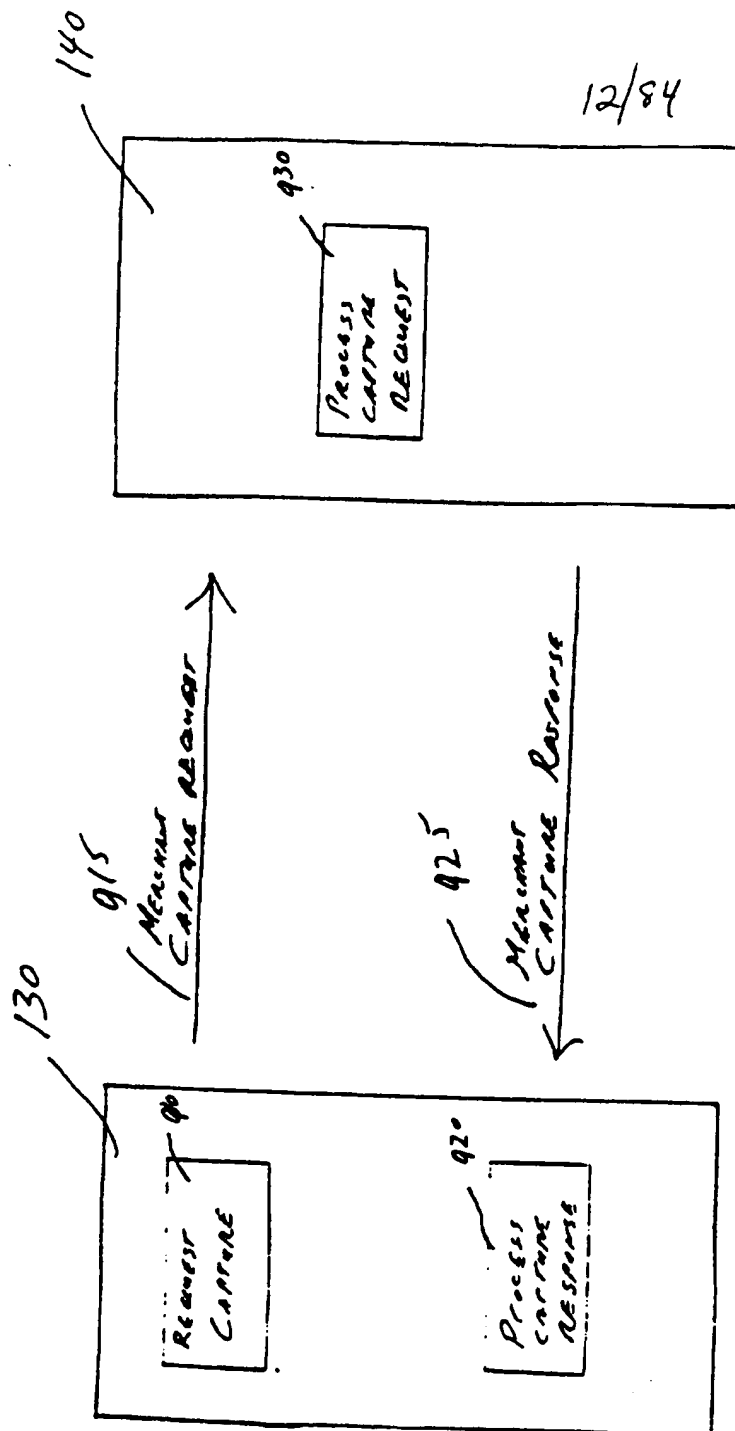 130
REQUEST
CAPTURE
910
PROCESS
CAPTURE
RESPONSE
920
915
MERCHANT
CAPTURE REQUEST
925
MERCHANT
CAPTURE RESPONSE
140
PROCESS
CAPTURE
REQUEST
930
12/84